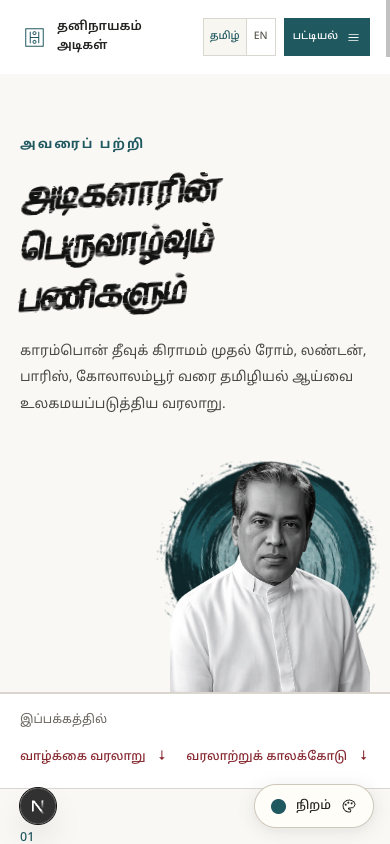 தனிநாயகம்
அடிகள்
தமிழ்
EN
பட்டியல்
அவரைப் பற்றி
அடிகளாரின்
பெருவாழ்வும்
பணிகளும்
காரம்பொன் தீவுக் கிராமம் முதல் ரோம், லண்டன்,
பாரிஸ், கோலாலம்பூர் வரை தமிழியல் ஆய்வை
உலகமயப்படுத்திய வரலாறு.
இப்பக்கத்தில்
வாழ்க்கை வரலாறு ↓
வரலாற்றுக் காலக்கோடு ↓
N
நிறம்
01